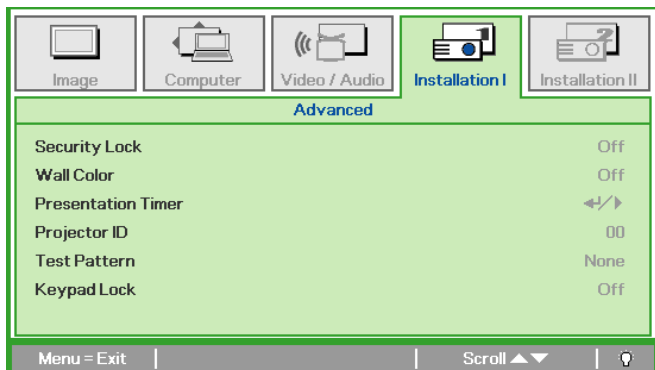 Image
Computer
Video / Audio
Installation I
Installation II
Advanced
Security Lock Off
Wall Color Off
Presentation Timer
Projector ID 00
Test Pattern None
Keypad Lock Off
Menu = Exit Scroll